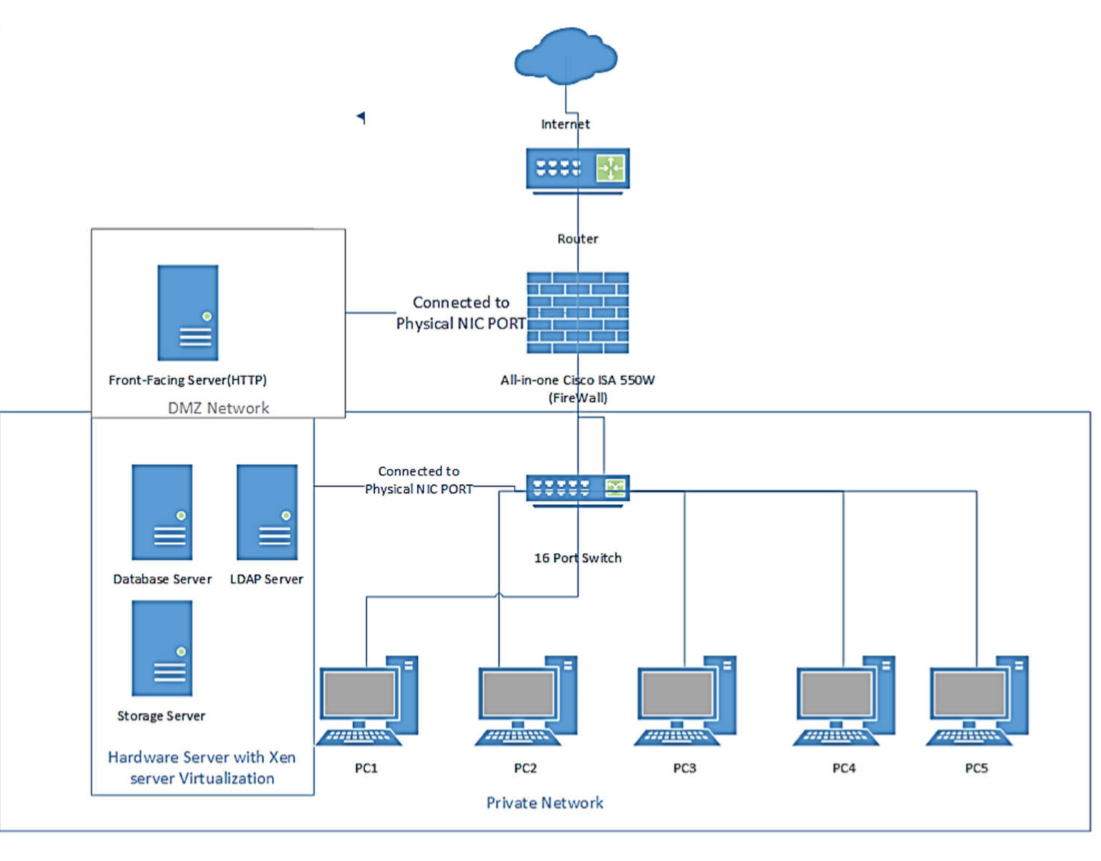 Internet
Router
Connected to
Physical NIC PORT
Front-Facing Server(HTTP)
DMZ Network
All-in-one Cisco ISA 550W
(FireWall)
Connected to
Physical NIC PORT
16 Port Switch
Database Server
LDAP Server
Storage Server
Hardware Server with Xen
server Virtualization
PC1
PC2
PC3
PC4
PC5
Private Network